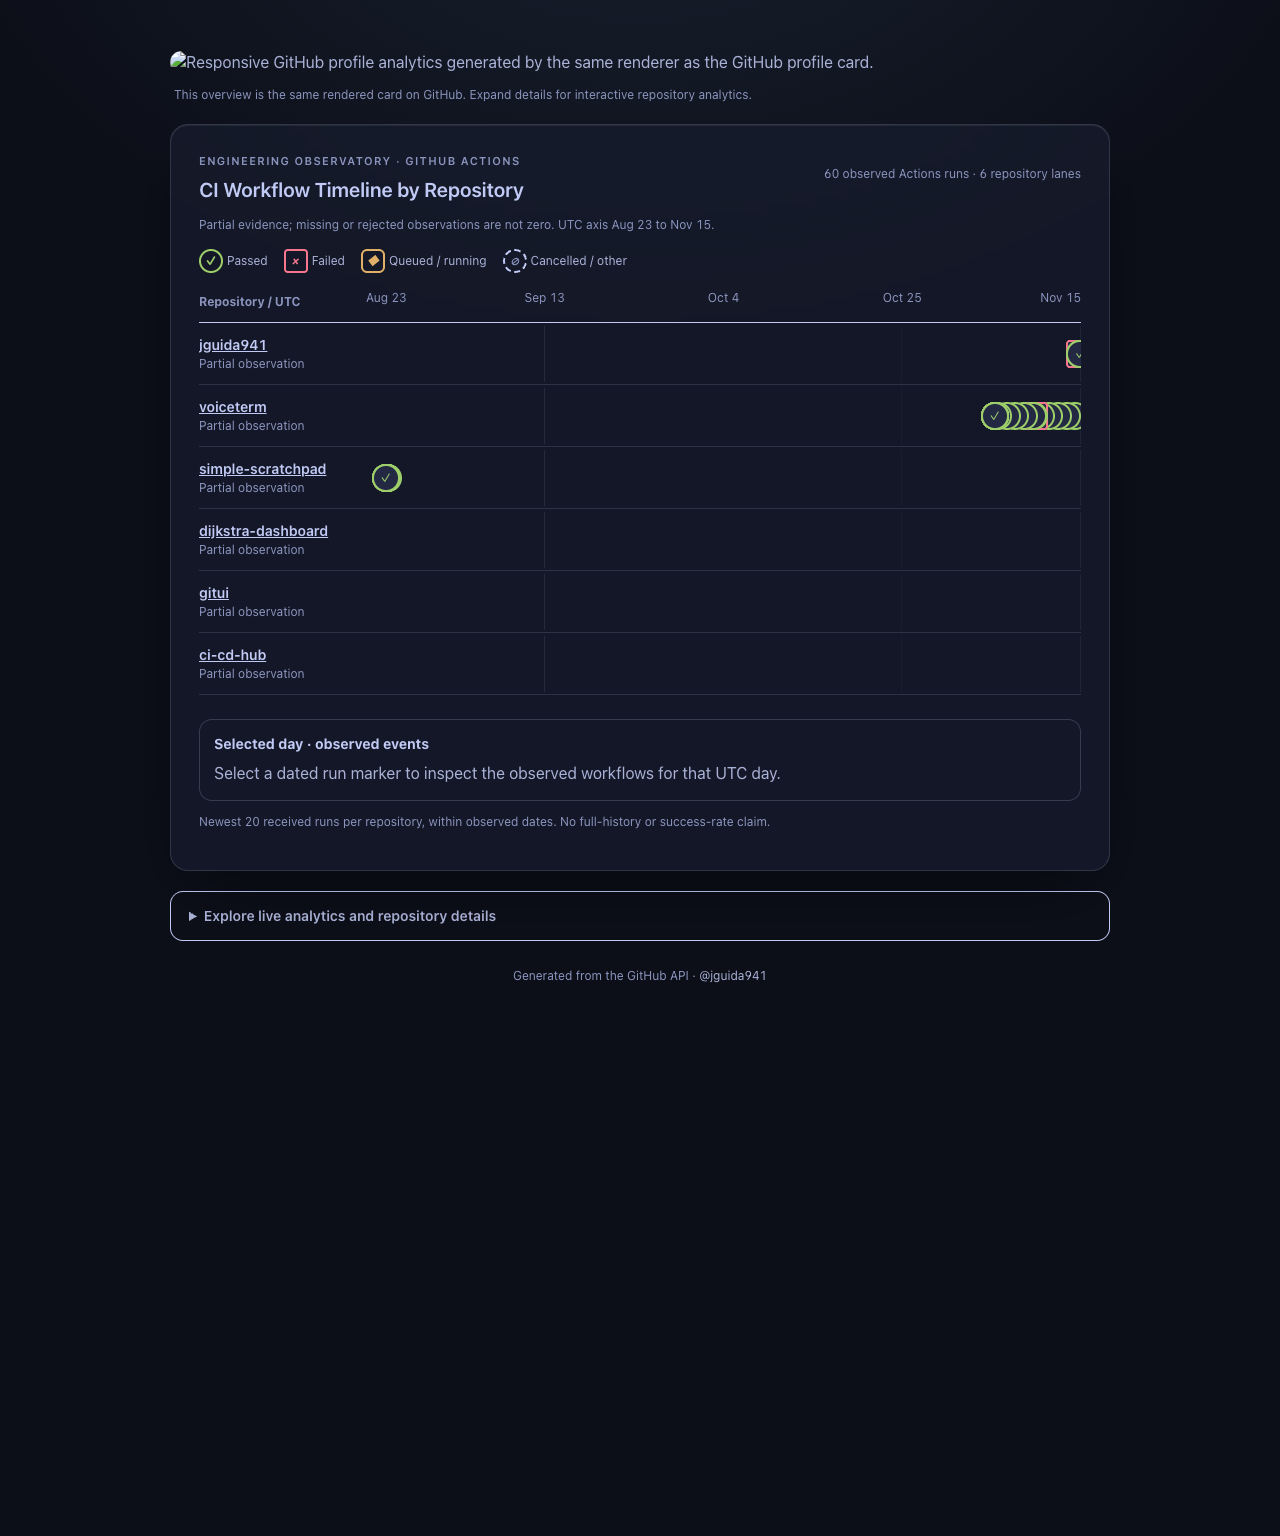 Responsive GitHub profile analytics generated by the same renderer as the GitHub profile card.
This overview is the same rendered card on GitHub. Expand details for interactive repository analytics.
ENGINEERING OBSERVATORY · GITHUB ACTIONS
CI Workflow Timeline by Repository
60 observed Actions runs · 6 repository lanes
Partial evidence; missing or rejected observations are not zero. UTC axis Aug 23 to Nov 15.
Passed Failed Queued / running Cancelled / other
Repository / UTC Aug 23 Sep 13 Oct 4 Oct 25 Nov 15
jguida941
Partial observation
voiceterm
Partial observation
simple-scratchpad
Partial observation
dijkstra-dashboard
Partial observation
gitui
Partial observation
ci-cd-hub
Partial observation
Selected day · observed events
Select a dated run marker to inspect the observed workflows for that UTC day.
Newest 20 received runs per repository, within observed dates. No full-history or success-rate claim.
Explore live analytics and repository details
Generated from the GitHub API · @jguida941